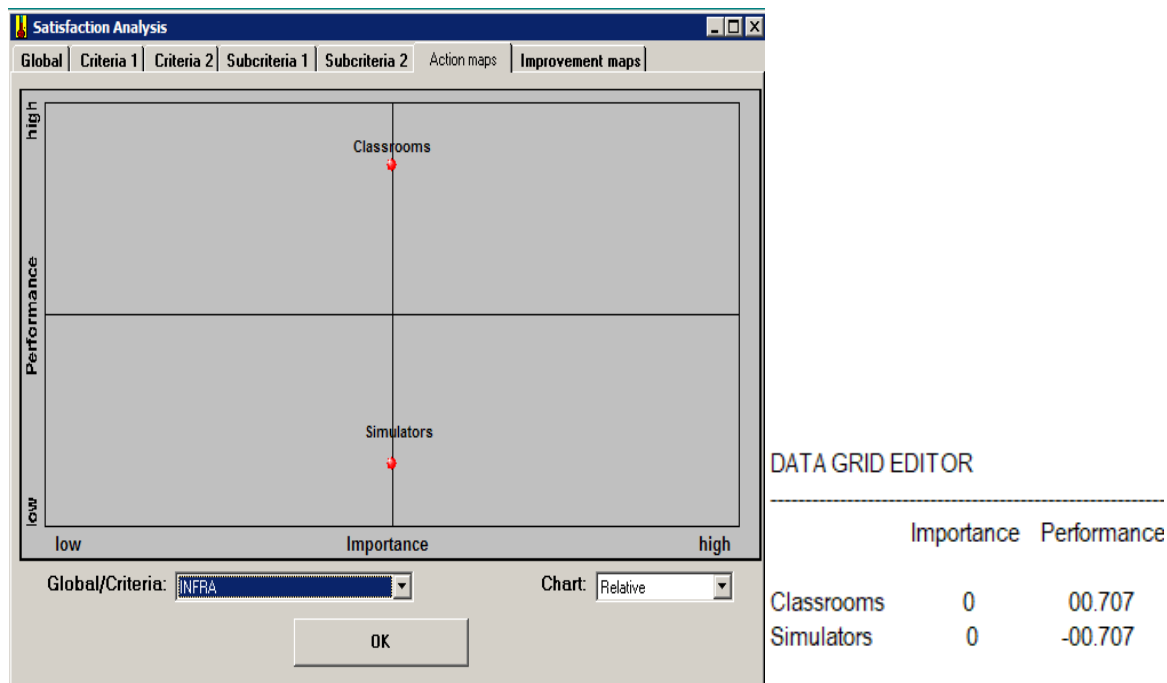 Satisfaction Analysis
Global Criteria 1 Criteria 2 Subcriteria 1 Subcriteria 2 Action maps Improvement maps
high
Classrooms
Performance
Simulators
low
low Importance high
Global/Criteria: INFRA Chart: Relative
OK
DATA GRID EDITOR
Importance Performance
Classrooms 0 00.707
Simulators 0 -00.707